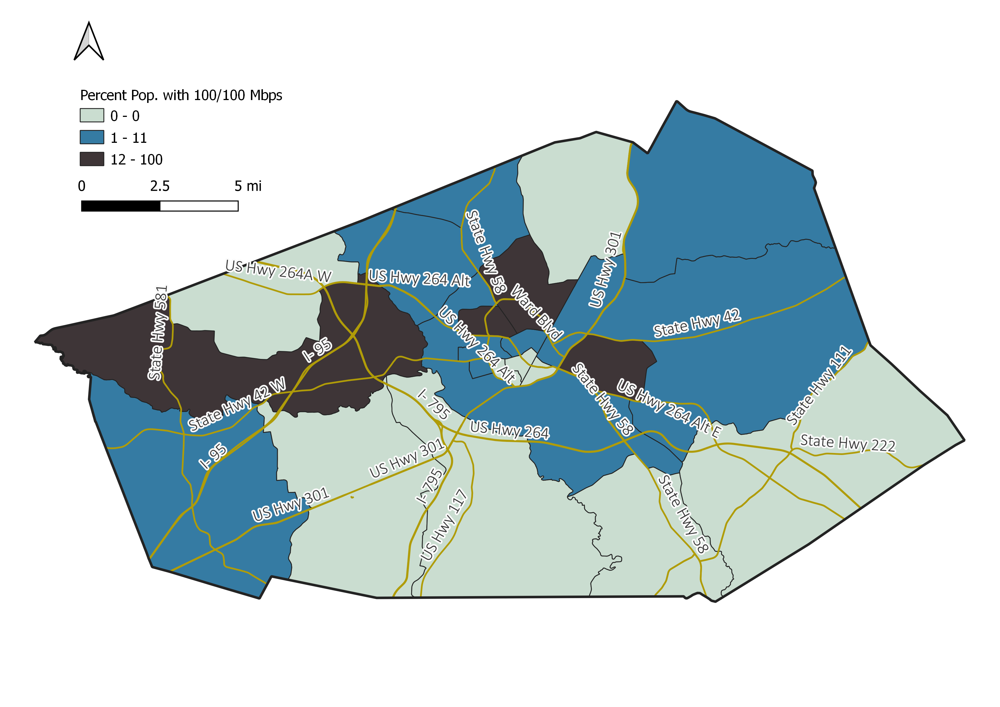 Percent Pop. with 100/100 Mbps
0 - 0
1 - 11
12 - 100
0 2.5 5 mi
State Hwy 58
US Hwy 301
US Hwy 264A W
US Hwy 264 Alt
State Hwy 581
Ward Blvd
US Hwy 264 Alt
State Hwy 42
I- 95
State Hwy 111
State Hwy 58
State Hwy 42 W
US Hwy 264 Alt E
I- 795
US Hwy 264
State Hwy 222
I- 95
US Hwy 301
I- 795
US Hwy 301
US Hwy 117
State Hwy 58